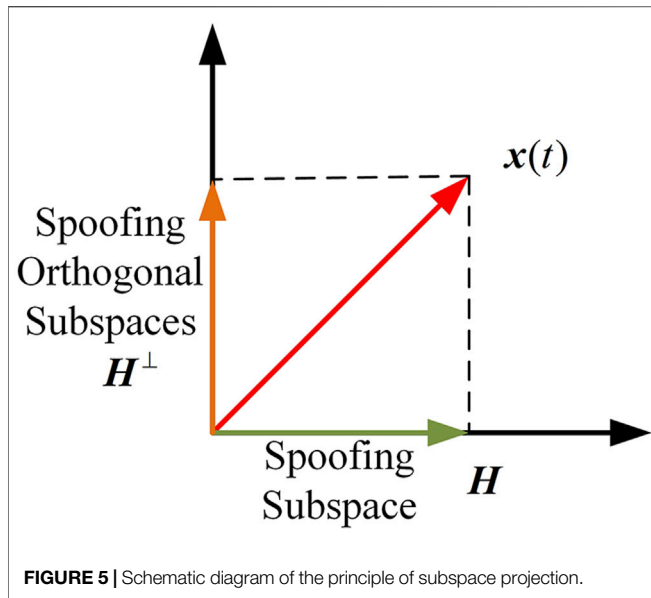 x(t)
Spoofing
Orthogonal
Subspaces
H⊥
Spoofing
Subspace
H
FIGURE 5 | Schematic diagram of the principle of subspace projection.